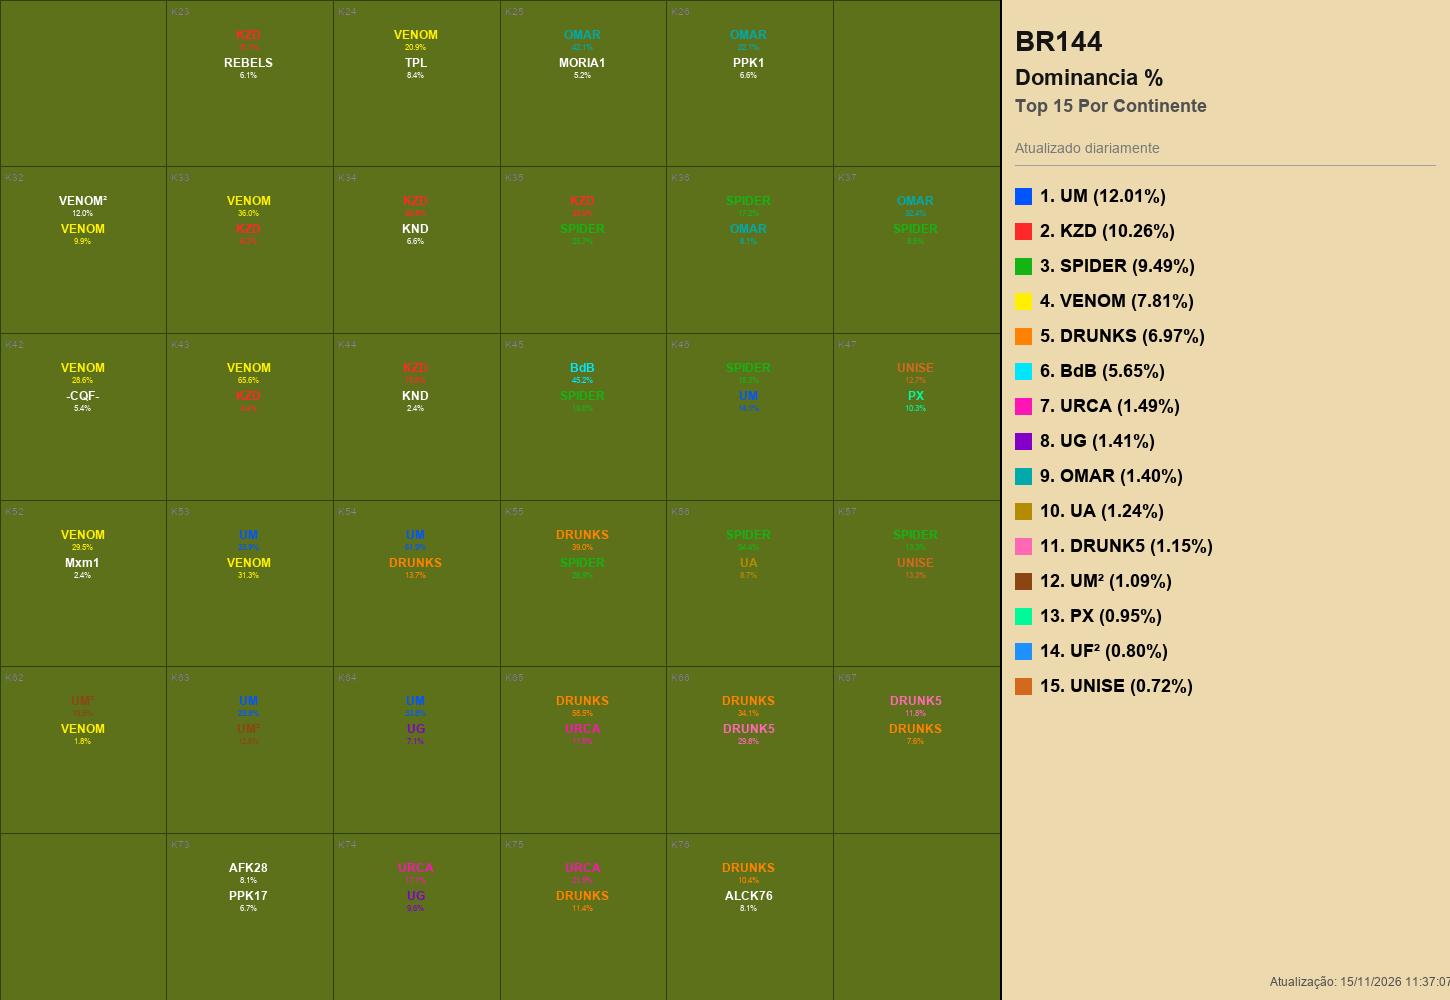 K23
KZD
REBELS
6.1%
K24
VENOM
20.9%
TPL
8.4%
K25
OMAR
MORIA1
5.2%
K26
OMAR
PPK1
6.6%
K32
VENOM²
12.0%
VENOM
9.9%
K33
VENOM
36.0%
KZD
K34
KZD
KND
6.6%
K35
KZD
SPIDER
K36
SPIDER
OMAR
8.1%
K37
OMAR
SPIDER
K42
VENOM
28.6%
-CQF-
5.4%
K43
VENOM
65.6%
KZD
K44
KZD
KND
2.4%
K45
BdB
45.2%
SPIDER
K46
SPIDER
UM
K47
UNISE
12.7%
PX
10.3%
K52
VENOM
29.5%
Mxm1
2.4%
K53
UM
VENOM
31.3%
K54
UM
DRUNKS
13.7%
K55
DRUNKS
39.0%
SPIDER
K56
SPIDER
UA
8.7%
K57
SPIDER
UNISE
K62
UM²
VENOM
1.8%
K63
UM
UM²
K64
UM
UG
7.1%
K65
DRUNKS
URCA
K66
DRUNKS
34.1%
DRUNK5
29.8%
K67
DRUNK5
11.8%
DRUNKS
7.6%
K73
AFK28
8.1%
PPK17
6.7%
K74
URCA
UG
9.6%
K75
URCA
DRUNKS
11.4%
K76
DRUNKS
10.4%
ALCK76
8.1%
BR144
Dominancia %
Top 15 Por Continente
Atualizado diariamente
1. UM (12.01%)
2. KZD (10.26%)
3. SPIDER (9.49%)
4. VENOM (7.81%)
5. DRUNKS (6.97%)
6. BdB (5.65%)
7. URCA (1.49%)
8. UG (1.41%)
9. OMAR (1.40%)
10. UA (1.24%)
11. DRUNK5 (1.15%)
12. UM² (1.09%)
13. PX (0.95%)
14. UF² (0.80%)
15. UNISE (0.72%)
Atualização: 15/11/2026 11:37:07